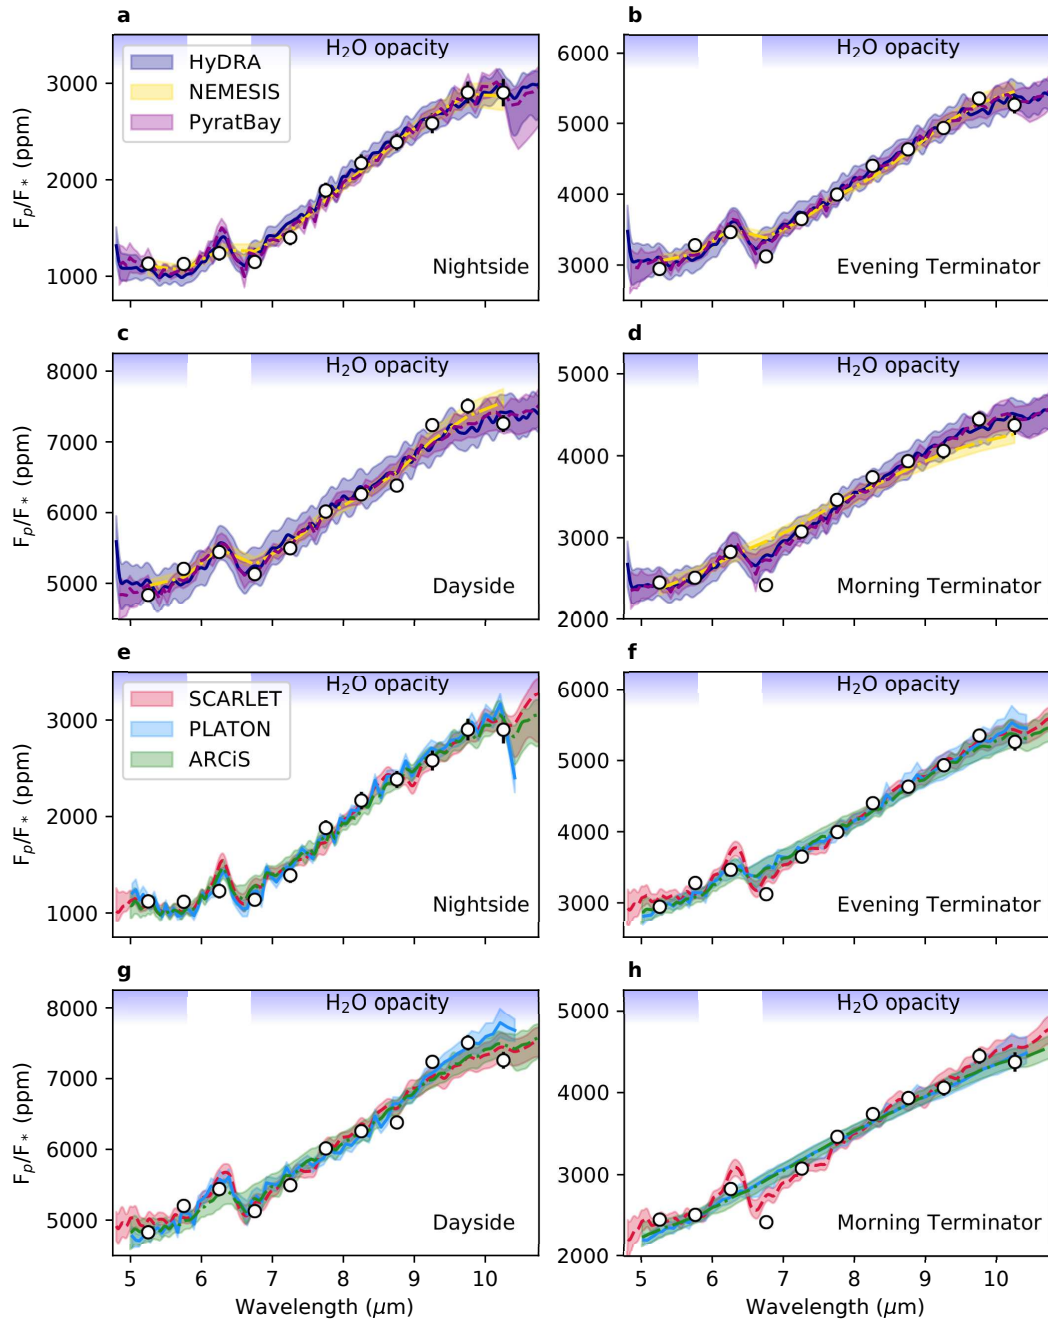 a
H₂O opacity
HyDRA
NEMESIS
PyratBay
3000
2000
1000
Fₚ/F* (ppm)
Nightside
b
H₂O opacity
6000
5000
4000
3000
Evening Terminator
c
H₂O opacity
8000
7000
6000
5000
Fₚ/F* (ppm)
Dayside
d
H₂O opacity
5000
4000
3000
2000
Morning Terminator
e
H₂O opacity
SCARLET
PLATON
ARCiS
3000
2000
1000
Fₚ/F* (ppm)
Nightside
f
H₂O opacity
6000
5000
4000
3000
Evening Terminator
g
H₂O opacity
8000
7000
6000
5000
Fₚ/F* (ppm)
Dayside
5 6 7 8 9 10
Wavelength (μm)
h
H₂O opacity
5000
4000
3000
2000
Morning Terminator
5 6 7 8 9 10
Wavelength (μm)